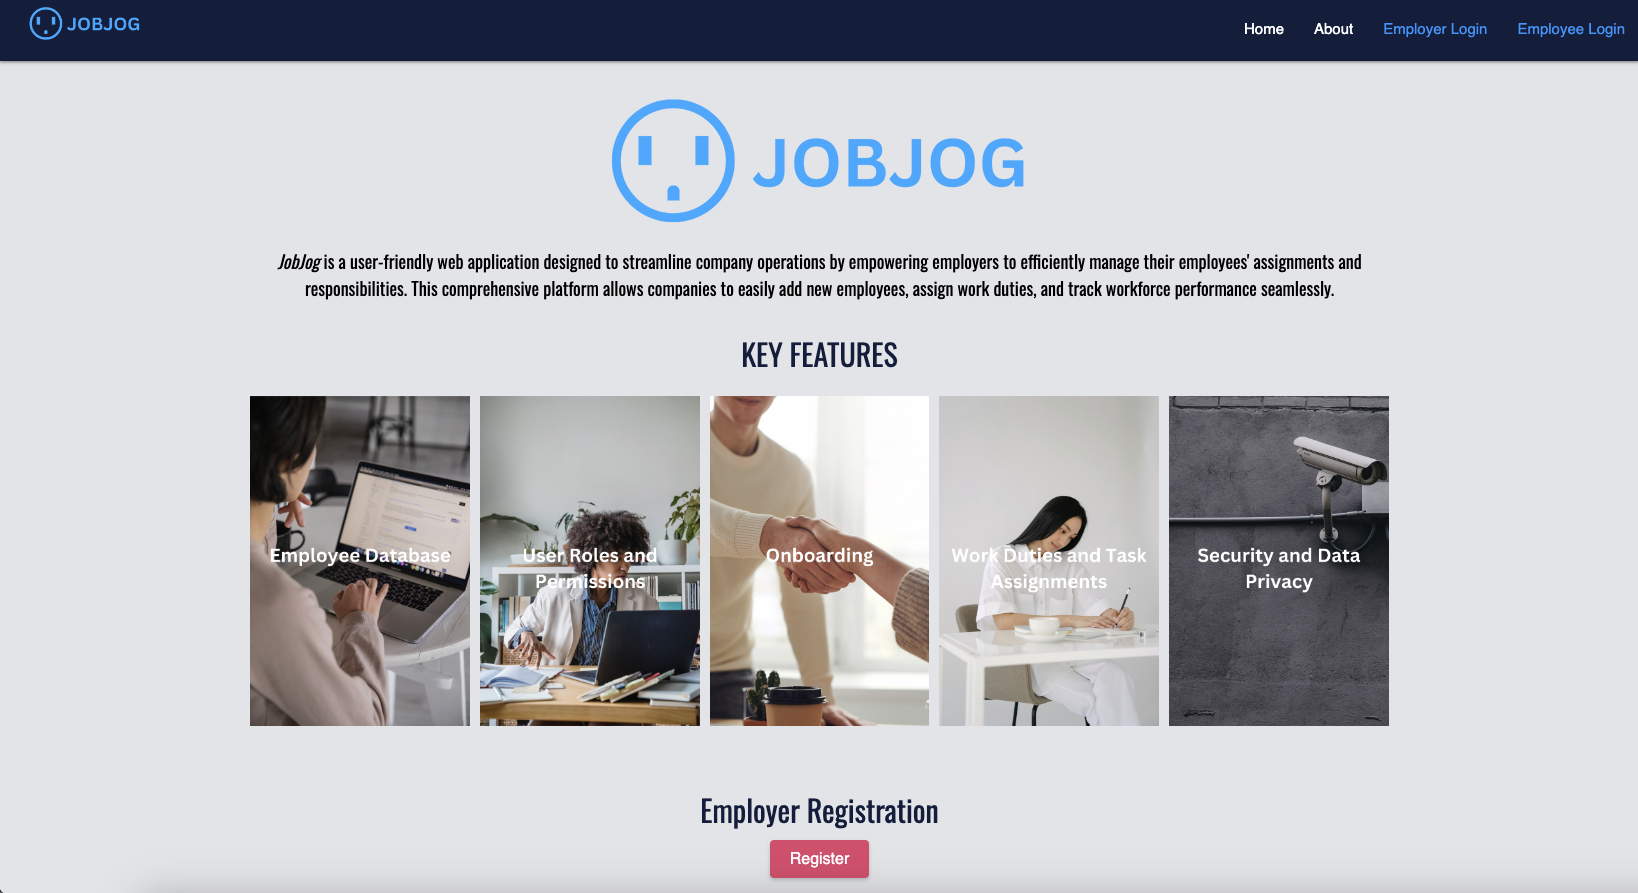 JOBJOG
Home
About
Employer Login
Employee Login
JOBJOG
JobJog is a user-friendly web application designed to streamline company operations by empowering employers to efficiently manage their employees' assignments and
responsibilities. This comprehensive platform allows companies to easily add new employees, assign work duties, and track workforce performance seamlessly.
KEY FEATURES
Employee Database
User Roles and
Permissions
Onboarding
Work Duties and Task
Assignments
Security and Data
Privacy
Employer Registration
Register